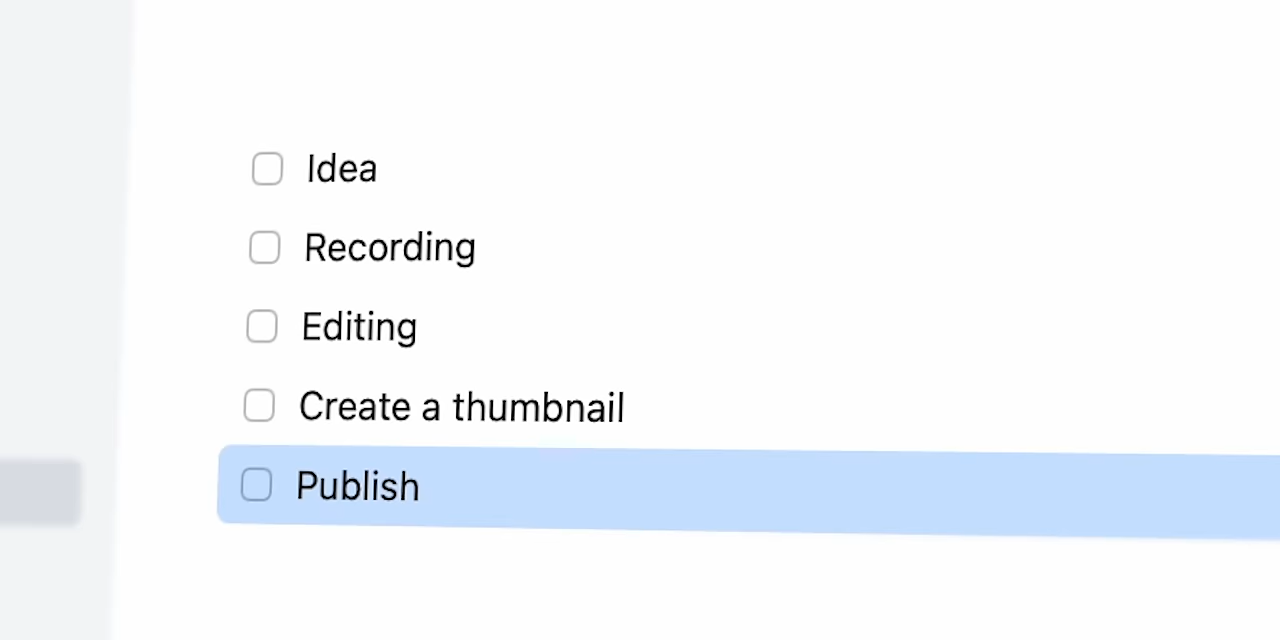 Idea
Recording
Editing
Create a thumbnail
Publish